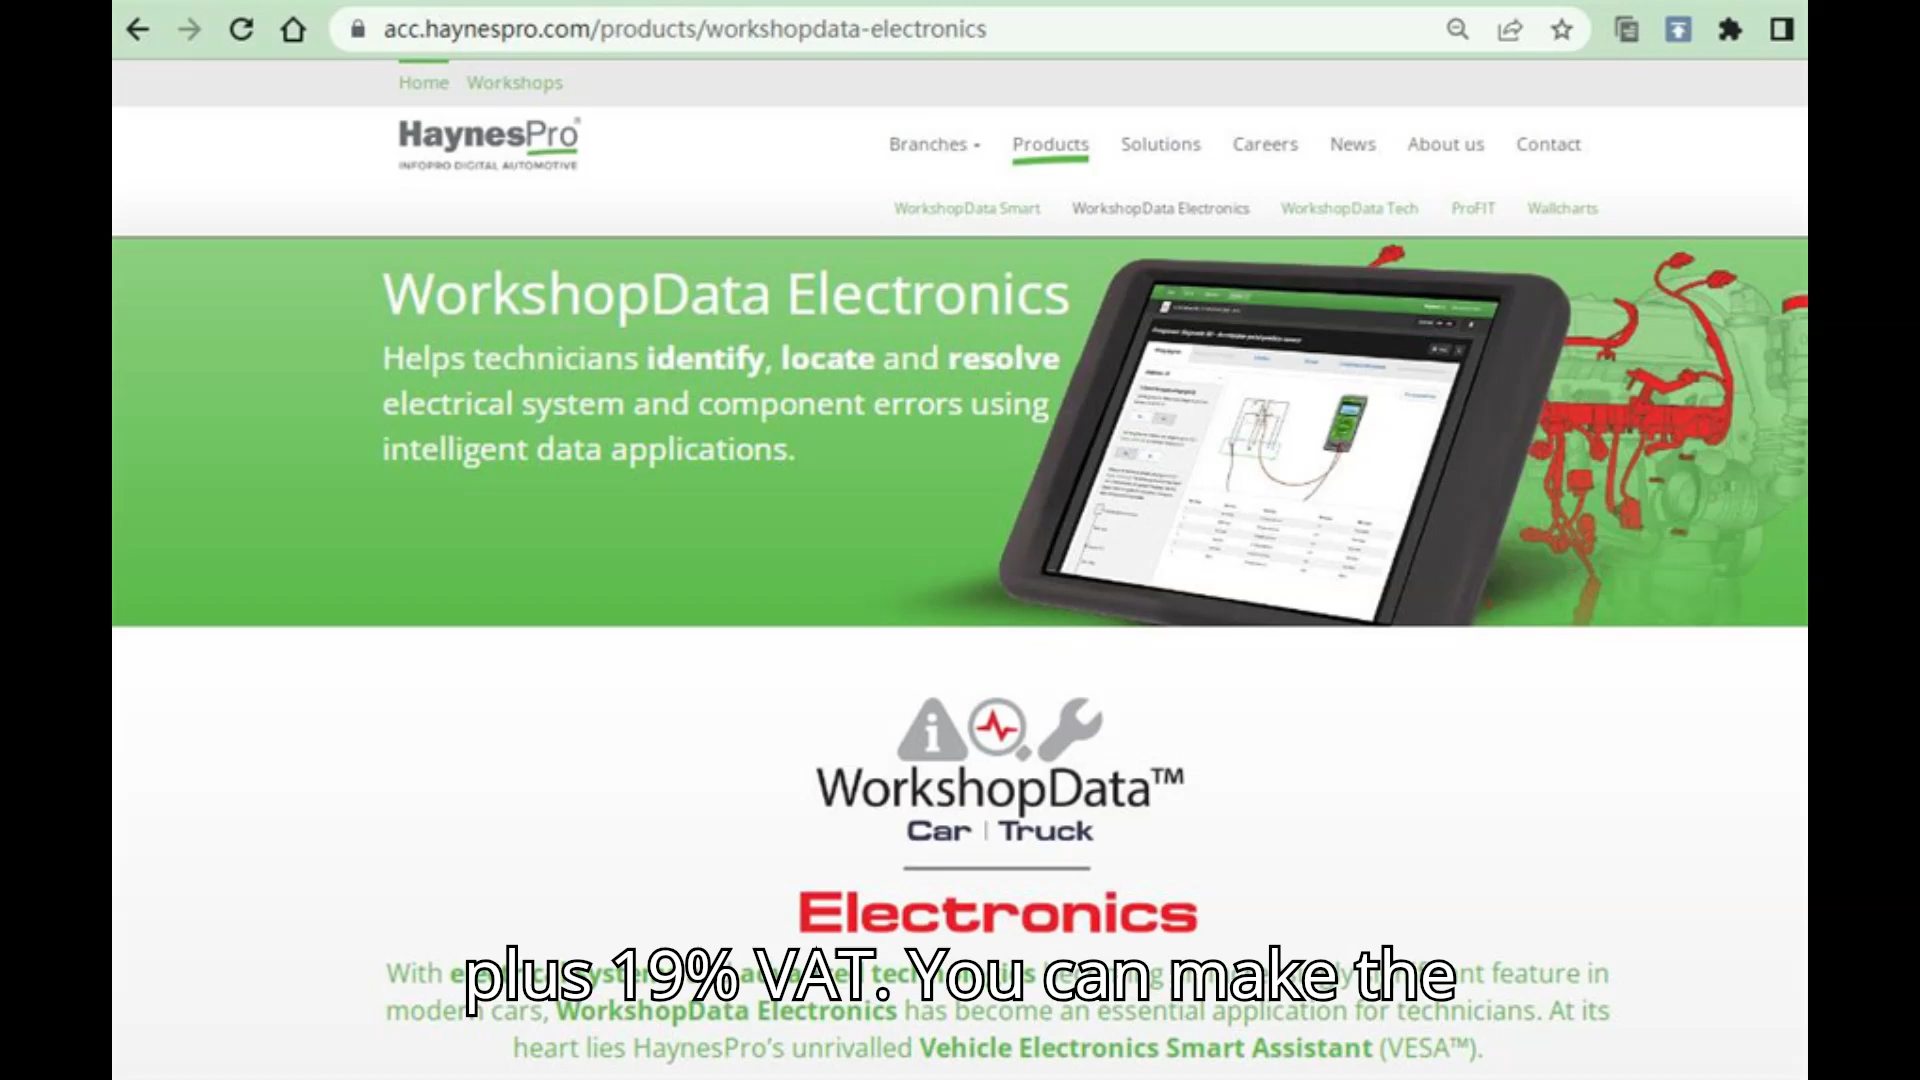 acc.haynespro.com/products/workshopdata-electronics
Home Workshops
HaynesPro®
INFOPRO DIGITAL AUTOMOTIVE
Branches Products Solutions Careers News About us Contact
WorkshopData Smart WorkshopData Electronics WorkshopData Tech ProFIT Wallcharts
WorkshopData Electronics
Helps technicians identify, locate and resolve
electrical system and component errors using
intelligent data applications.
WorkshopData™
Car | Truck
Electronics
plus 19% VAT. You can make the
With feature in
modern cars, WorkshopData Electronics has become an essential application for technicians. At its
heart lies HaynesPro's unrivalled Vehicle Electronics Smart Assistant (VESA™).